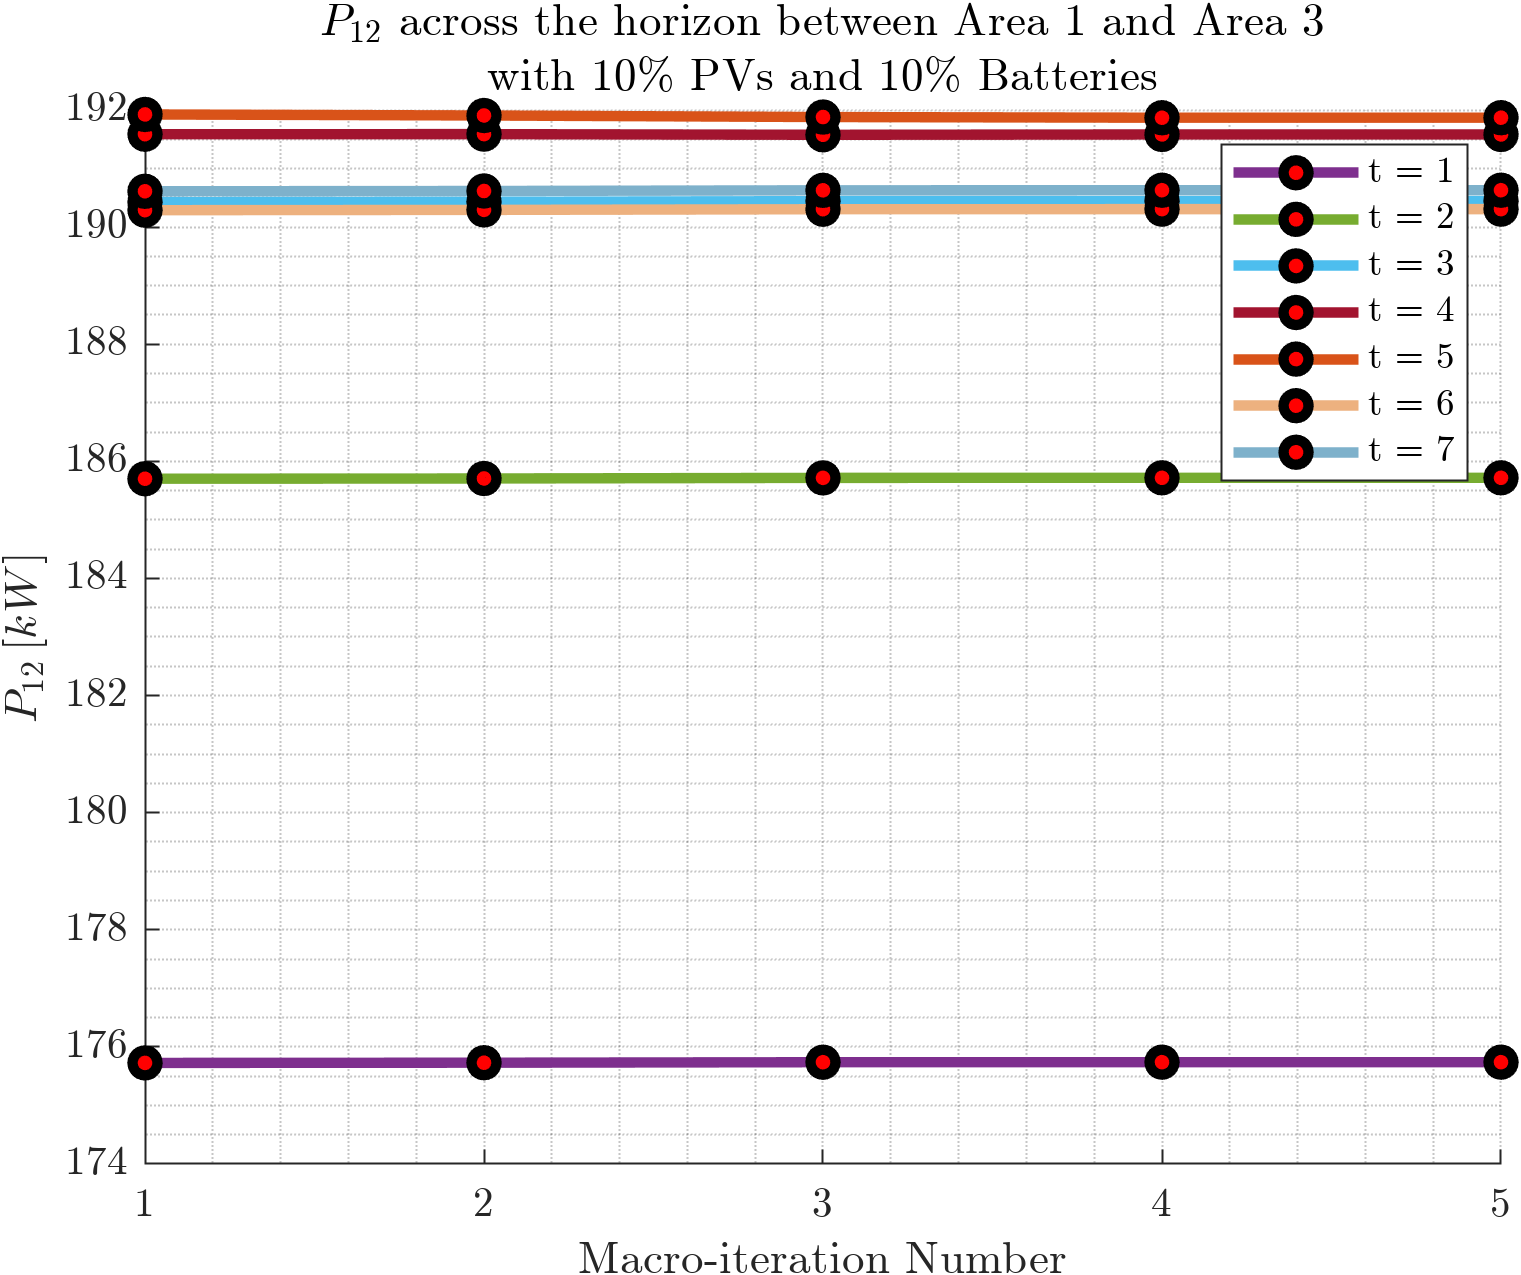 P12 across the horizon between Area 1 and Area 3
with 10% PVs and 10% Batteries
192
190
188
186
184
182
180
178
176
174
P12 [kW]
t = 1
t = 2
t = 3
t = 4
t = 5
t = 6
t = 7
1 2 3 4 5
Macro-iteration Number